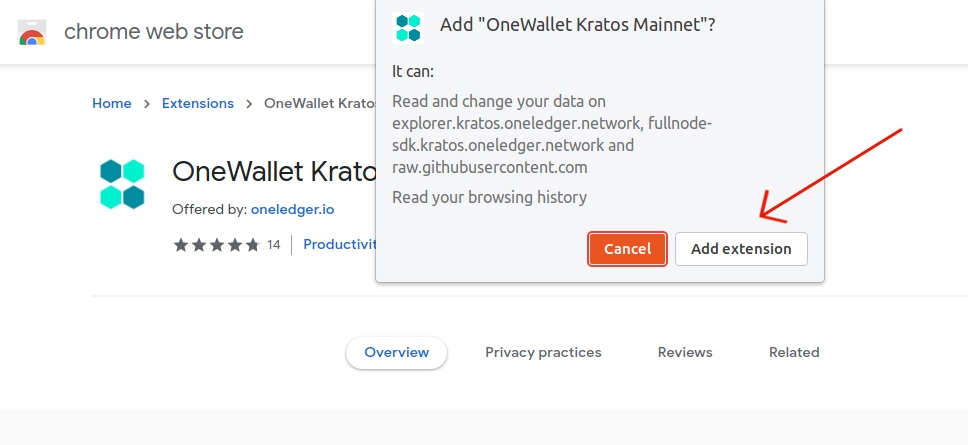 chrome web store
Add "OneWallet Kratos Mainnet"?
It can:
Read and change your data on
explorer.kratos.oneledger.network, fullnode-
sdk.kratos.oneledger.network and
raw.githubusercontent.com
Read your browsing history
Cancel
Add extension
Home
Extensions
OneWallet Kratos
OneWallet Krato
Offered by: oneledger.io
14
Productivit
Overview
Privacy practices
Reviews
Related